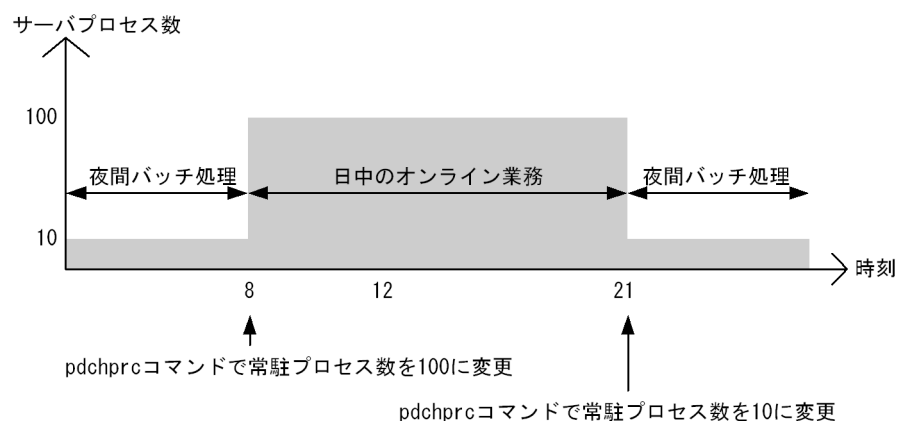 サーバプロセス数
100
夜間バッチ処理
日中のオンライン業務
夜間バッチ処理
10
時刻
8
12
21
pdchprcコマンドで常駐プロセス数を100に変更
pdchprcコマンドで常駐プロセス数を10に変更